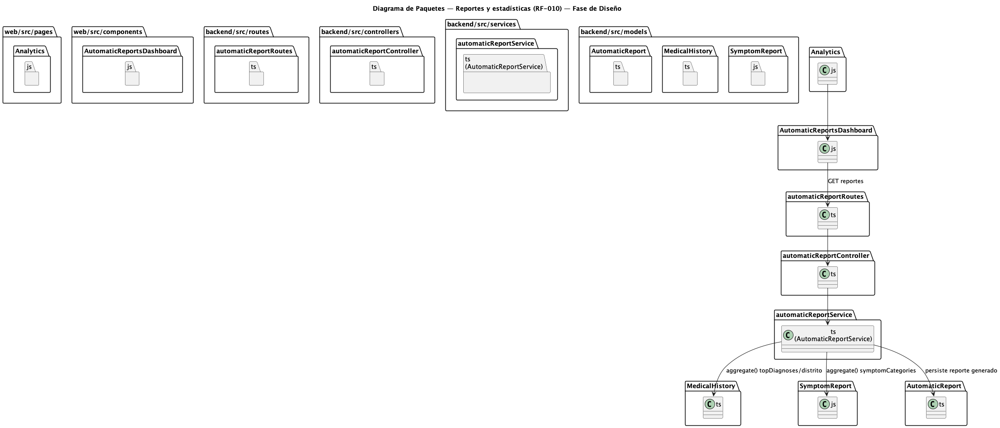 Diagrama de Paquetes — Reportes y estadísticas (RF-010) — Fase de Diseño
web/src/pages
Analytics
js
web/src/components
AutomaticReportsDashboard
js
backend/src/routes
automaticReportRoutes
ts
backend/src/controllers
automaticReportController
ts
backend/src/services
automaticReportService
ts
(AutomaticReportService)
backend/src/models
AutomaticReport
ts
MedicalHistory
ts
SymptomReport
js
Analytics
C js
AutomaticReportsDashboard
C js
GET reportes
automaticReportRoutes
C ts
automaticReportController
C ts
automaticReportService
C ts
(AutomaticReportService)
aggregate() topDiagnoses/distrito
aggregate() symptomCategories
persiste reporte generado
MedicalHistory
C ts
SymptomReport
C js
AutomaticReport
C ts